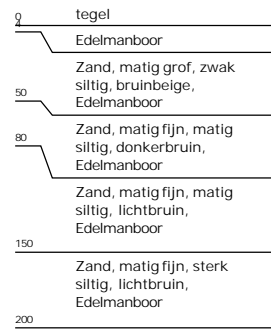 0
tegel
4
Edelmanboor
Zand, matig grof, zwak
siltig, bruinbeige,
Edelmanboor
50
Zand, matig fijn, matig
siltig, donkerbruin,
Edelmanboor
80
Zand, matig fijn, matig
siltig, lichtbruin,
Edelmanboor
150
Zand, matig fijn, sterk
siltig, lichtbruin,
Edelmanboor
200